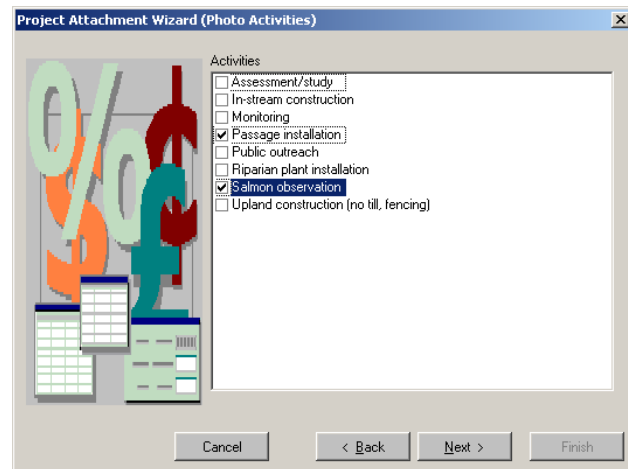 Project Attachment Wizard (Photo Activities)
Activities
Assessment/study
In-stream construction
Monitoring
Passage installation
Public outreach
Riparian plant installation
Salmon observation
Upland construction (no till, fencing)
Cancel
< Back
Next >
Finish